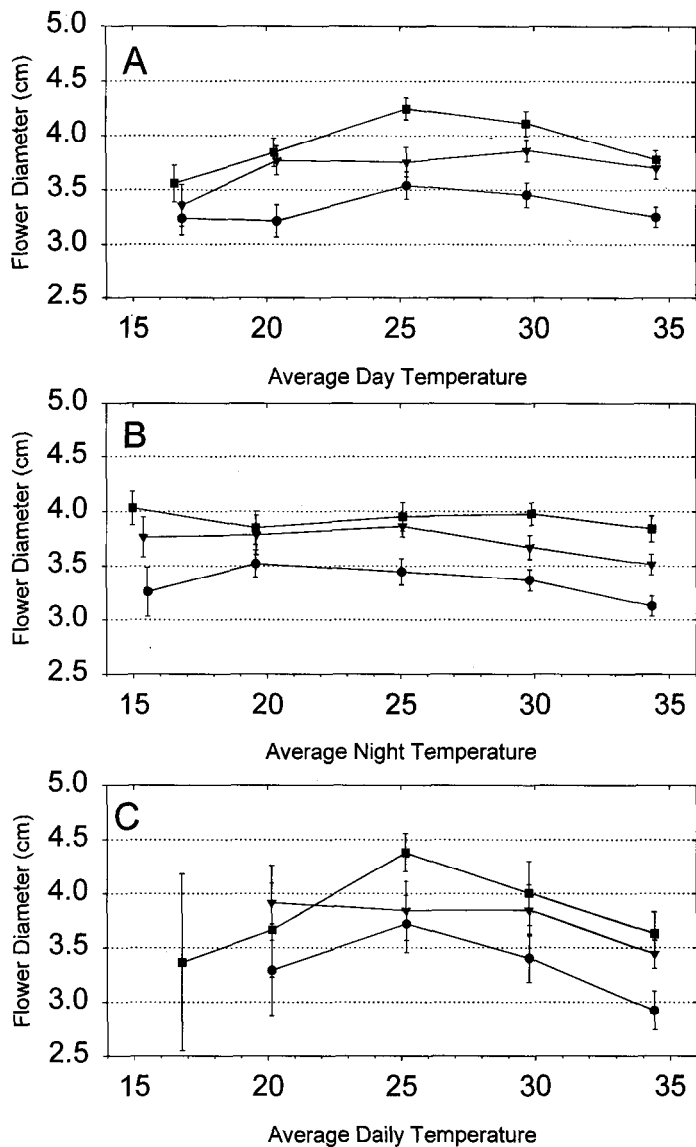 5.0
A
4.5
4.0
3.5
3.0
2.5
Flower Diameter (cm)
15 20 25 30 35
Average Day Temperature
5.0
B
4.5
4.0
3.5
3.0
2.5
Flower Diameter (cm)
15 20 25 30 35
Average Night Temperature
5.0
C
4.5
4.0
3.5
3.0
2.5
Flower Diameter (cm)
15 20 25 30 35
Average Daily Temperature